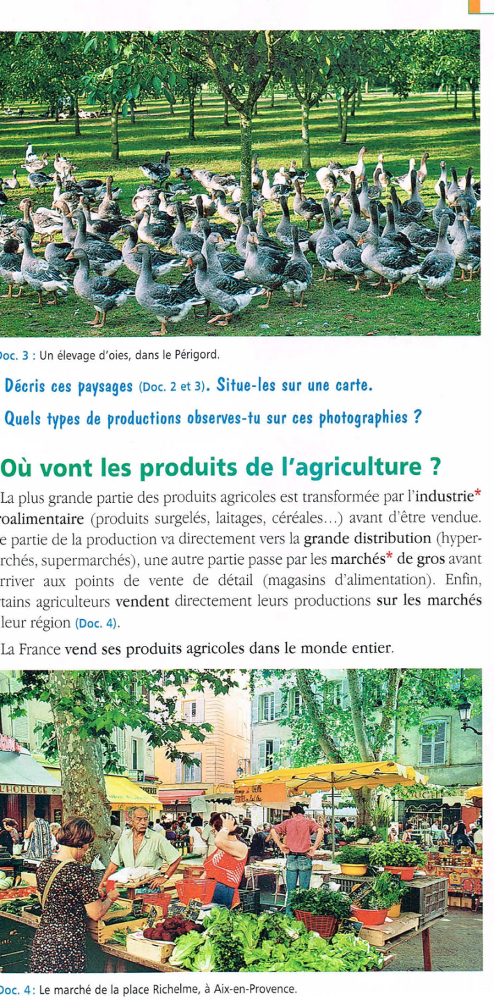 Doc. 3 : Un élevage d'oies, dans le Périgord.
Décris ces paysages (Doc. 2 et 3). Situe-les sur une carte.
Quels types de productions observes-tu sur ces photographies ?
Où vont les produits de l'agriculture ?
La plus grande partie des produits agricoles est transformée par l'industrie*
roalimentaire (produits surgelés, laitages, céréales…) avant d'être vendue.
e partie de la production va directement vers la grande distribution (hyper-
rchés, supermarchés), une autre partie passe par les marchés* de gros avant
rriver aux points de vente de détail (magasins d'alimentation). Enfin,
tains agriculteurs vendent directement leurs productions sur les marchés
leur région (Doc. 4).
La France vend ses produits agricoles dans le monde entier.
L'HORLOGE
Doc. 4 : Le marché de la place Richelme, à Aix-en-Provence.